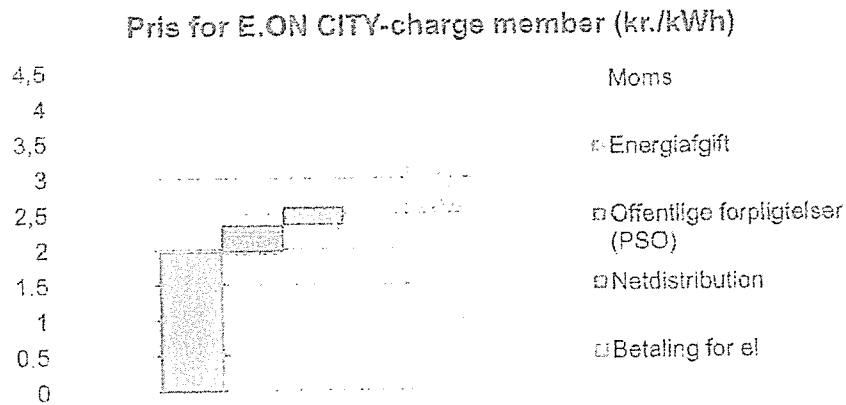 Pris for E.ON CITY-charge member (kr./kWh)
4,5
4
3,5
3
2,5
2
1.5
1
0.5
0
Moms
Energiafgift
Offentlige forpligtelser
(PSO)
Netdistribution
Betaling for el